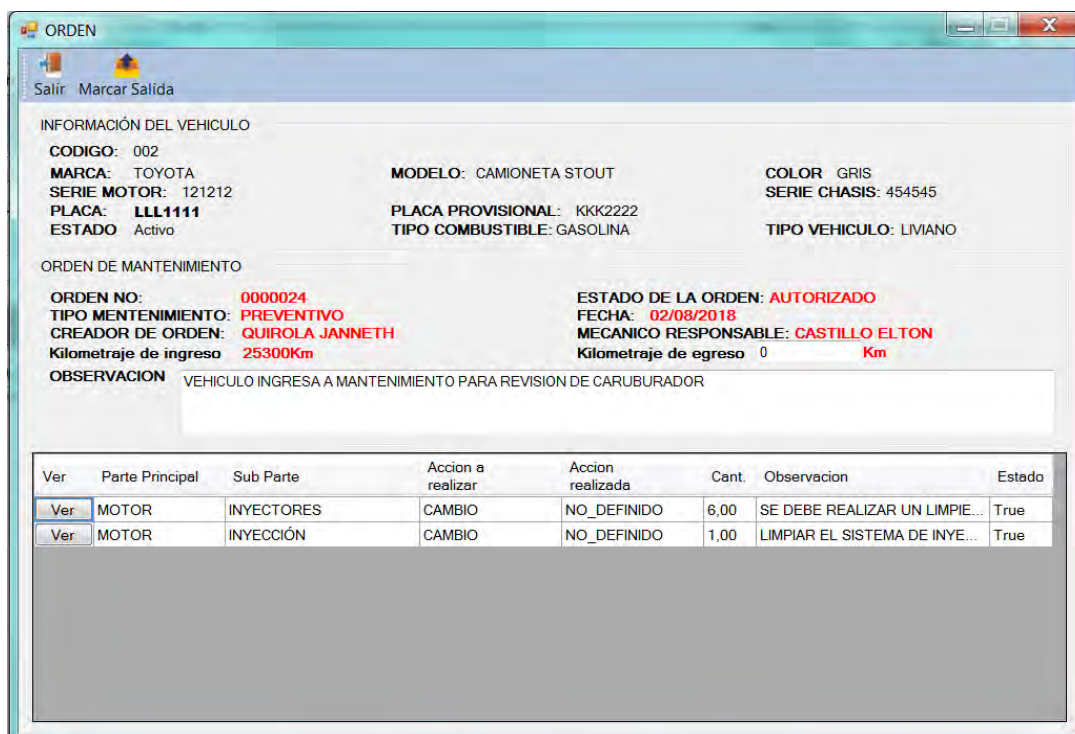 ORDEN
Salir Marcar Salida
INFORMACIÓN DEL VEHICULO
CODIGO: 002
MARCA: TOYOTA MODELO: CAMIONETA STOUT COLOR GRIS
SERIE MOTOR: 121212 SERIE CHASIS: 454545
PLACA: LLL1111 PLACA PROVISIONAL: KKK2222
ESTADO Activo TIPO COMBUSTIBLE: GASOLINA TIPO VEHICULO: LIVIANO
ORDEN DE MANTENIMIENTO
ORDEN NO: 0000024 ESTADO DE LA ORDEN: AUTORIZADO
TIPO MENTENIMIENTO: PREVENTIVO FECHA: 02/08/2018
CREADOR DE ORDEN: QUIROLA JANNETH MECANICO RESPONSABLE: CASTILLO ELTON
Kilometraje de ingreso 25300Km Kilometraje de egreso 0 Km
OBSERVACION VEHICULO INGRESA A MANTENIMIENTO PARA REVISION DE CARUBURADOR
Ver Parte Principal Sub Parte Accion a realizar Accion realizada Cant. Observacion Estado
Ver MOTOR INYECTORES CAMBIO NO_DEFINIDO 6,00 SE DEBE REALIZAR UN LIMPIE... True
Ver MOTOR INYECCIÓN CAMBIO NO_DEFINIDO 1,00 LIMPIAR EL SISTEMA DE INYE... True